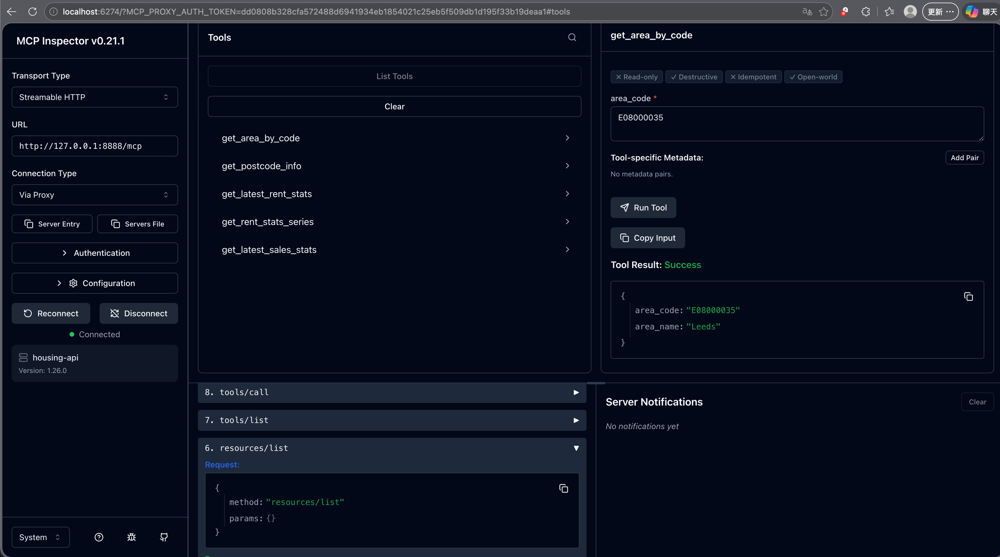 localhost:6274/?MCP_PROXY_AUTH_TOKEN=dd0808b328cfa572488d6941934eb1854021c25eb5f509db1d195f33b19deaa1#tools
更新
聊天
MCP Inspector v0.21.1
Transport Type
Streamable HTTP
URL
http://127.0.0.1:8888/mcp
Connection Type
Via Proxy
Server Entry
Servers File
Authentication
Configuration
Reconnect
Disconnect
Connected
housing-api
Version: 1.26.0
System
Tools
List Tools
Clear
get_area_by_code
get_postcode_info
get_latest_rent_stats
get_rent_stats_series
get_latest_sales_stats
get_area_by_code
Read-only
Destructive
Idempotent
Open-world
area_code *
E08000035
Tool-specific Metadata:
Add Pair
No metadata pairs.
Run Tool
Copy Input
Tool Result: Success
{
area_code: "E08000035"
area_name: "Leeds"
}
8. tools/call
7. tools/list
6. resources/list
Request:
{
method: "resources/list"
params: {}
}
Server Notifications
Clear
No notifications yet